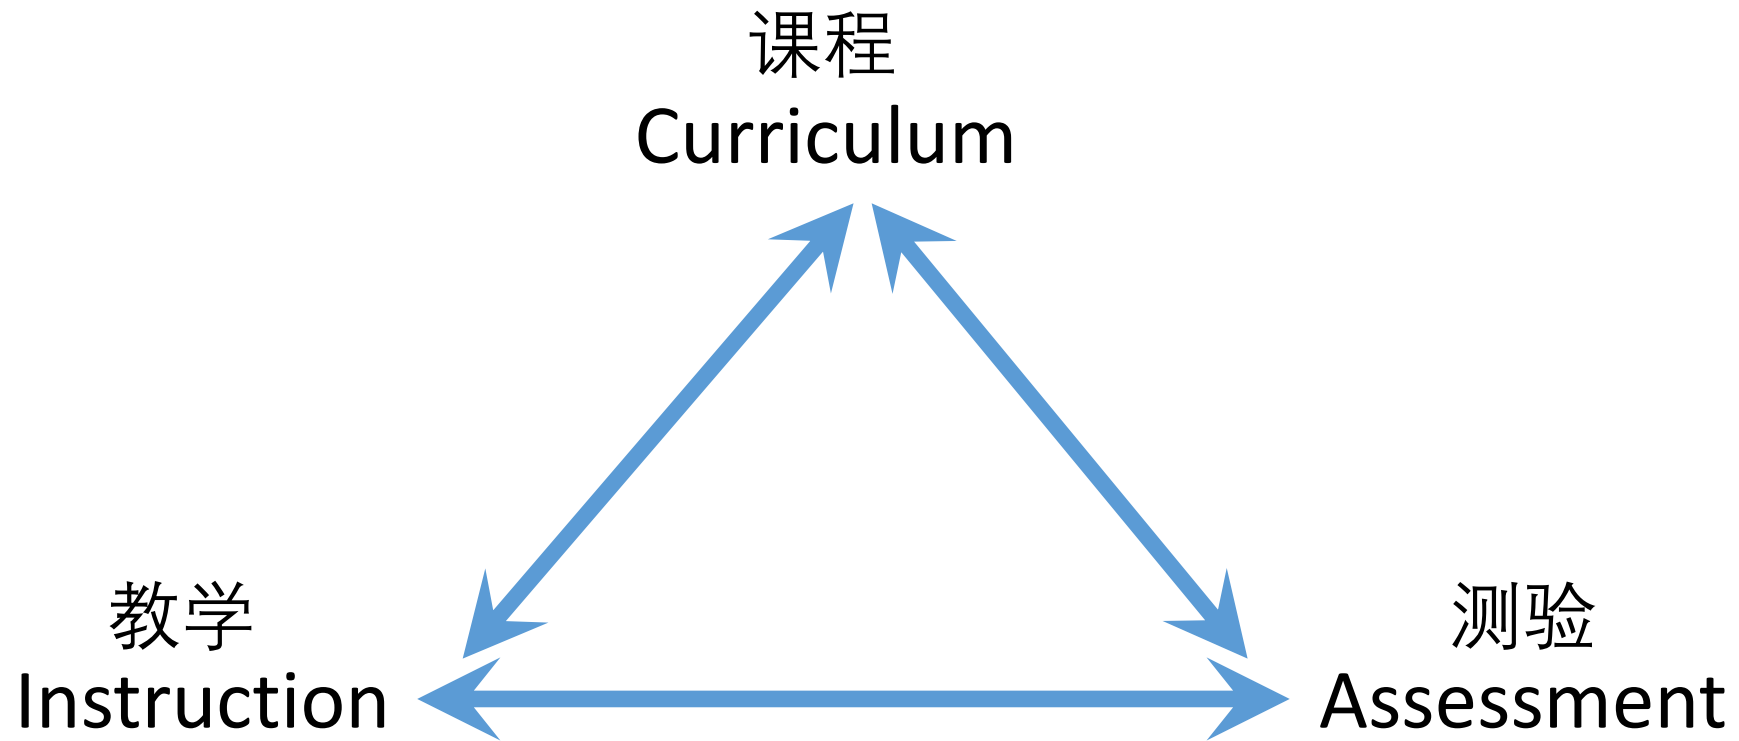 课程
Curriculum
教学
Instruction
测验
Assessment